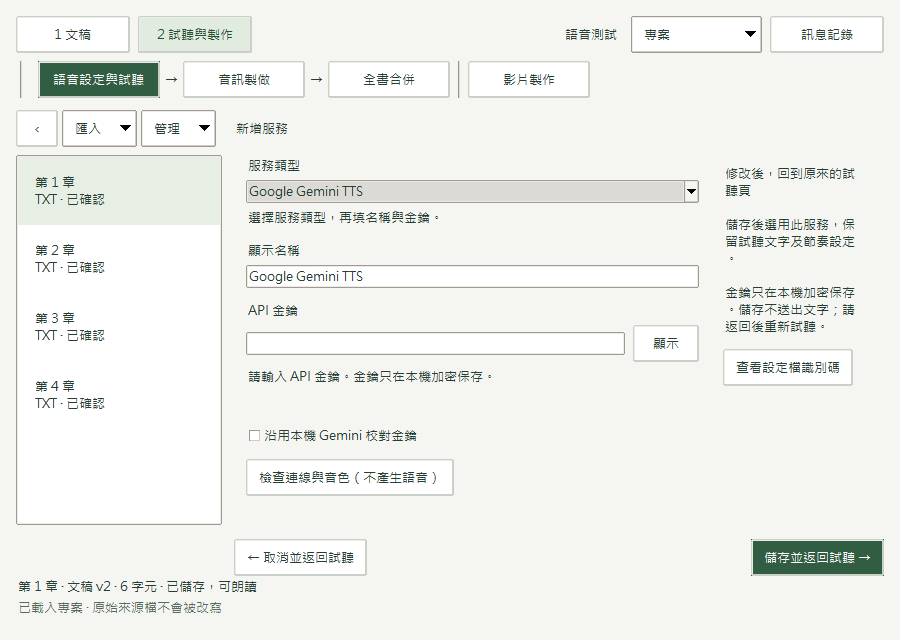 1 文稿
2 試聽與製作
語音測試
專案
訊息記錄
語音設定與試聽
→
音訊製做
→
全書合併
影片製作
‹
匯入
管理
新增服務
第 1 章
TXT · 已確認
第 2 章
TXT · 已確認
第 3 章
TXT · 已確認
第 4 章
TXT · 已確認
服務類型
Google Gemini TTS
選擇服務類型，再填名稱與金鑰。
顯示名稱
Google Gemini TTS
API 金鑰
顯示
請輸入 API 金鑰。金鑰只在本機加密保存。
沿用本機 Gemini 校對金鑰
檢查連線與音色（不產生語音）
修改後，回到原來的試
聽頁
儲存後選用此服務，保
留試聽文字及節奏設定
。
金鑰只在本機加密保存
。儲存不送出文字；請
返回後重新試聽。
查看設定檔識別碼
← 取消並返回試聽
儲存並返回試聽 →
第 1 章 · 文稿 v2 · 6 字元 · 已儲存，可朗讀
已載入專案 · 原始來源檔不會被改寫